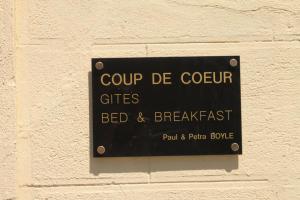 COUP DE COEUR
GITES
BED & BREAKFAST
Paul & Petra BOYLE